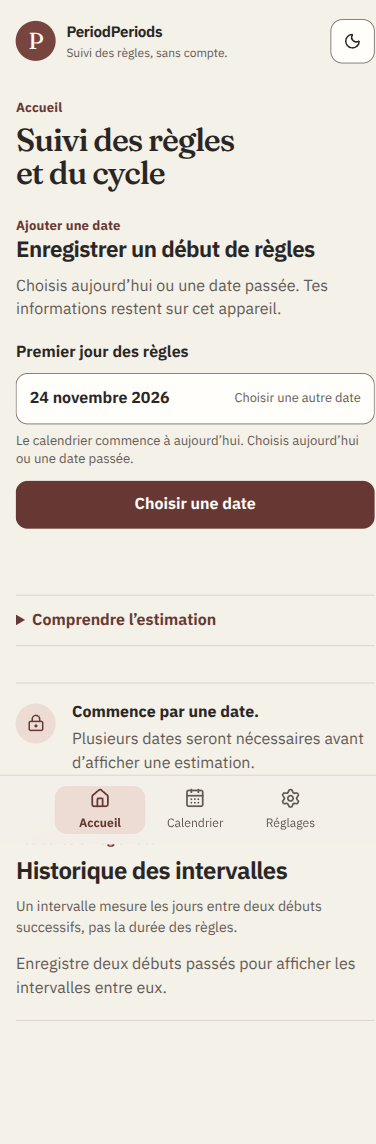 P
PeriodPeriods
Suivi des règles, sans compte.
Accueil
Suivi des règles
et du cycle
Ajouter une date
Enregistrer un début de règles
Choisis aujourd’hui ou une date passée. Tes
informations restent sur cet appareil.
Premier jour des règles
24 novembre 2026
Choisir une autre date
Le calendrier commence à aujourd’hui. Choisis aujourd’hui
ou une date passée.
Choisir une date
Comprendre l’estimation
Commence par une date.
Plusieurs dates seront nécessaires avant
d’afficher une estimation.
Accueil
Calendrier
Réglages
Historique des intervalles
Un intervalle mesure les jours entre deux débuts
successifs, pas la durée des règles.
Enregistre deux débuts passés pour afficher les
intervalles entre eux.